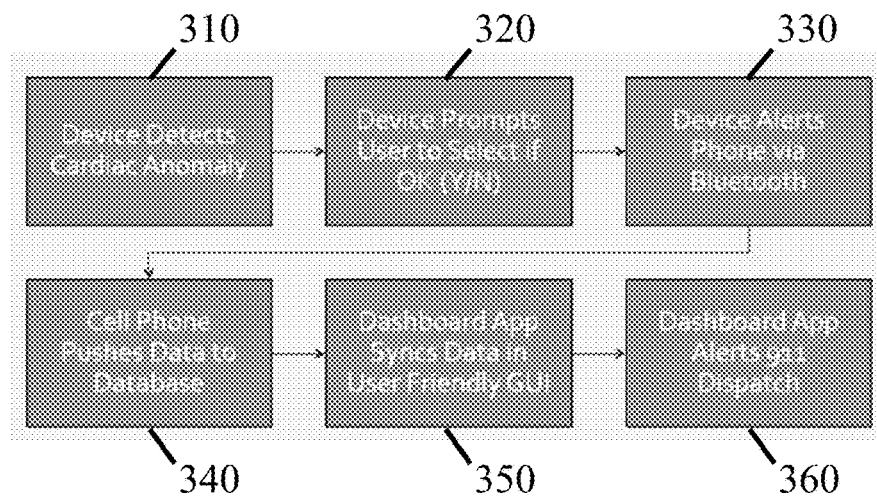 310
320
330
Device Detects
Cardiac Anomaly
Device Prompts
User to Select if
Ok (Y/N)
Device Alerts
Phone via
Bluetooth
Cell Phone
Pushes Data to
Database
Dashboard App
Syncs Data in
User Friendly GUI
Dashboard App
Alerts 911
Dispatch
340
350
360